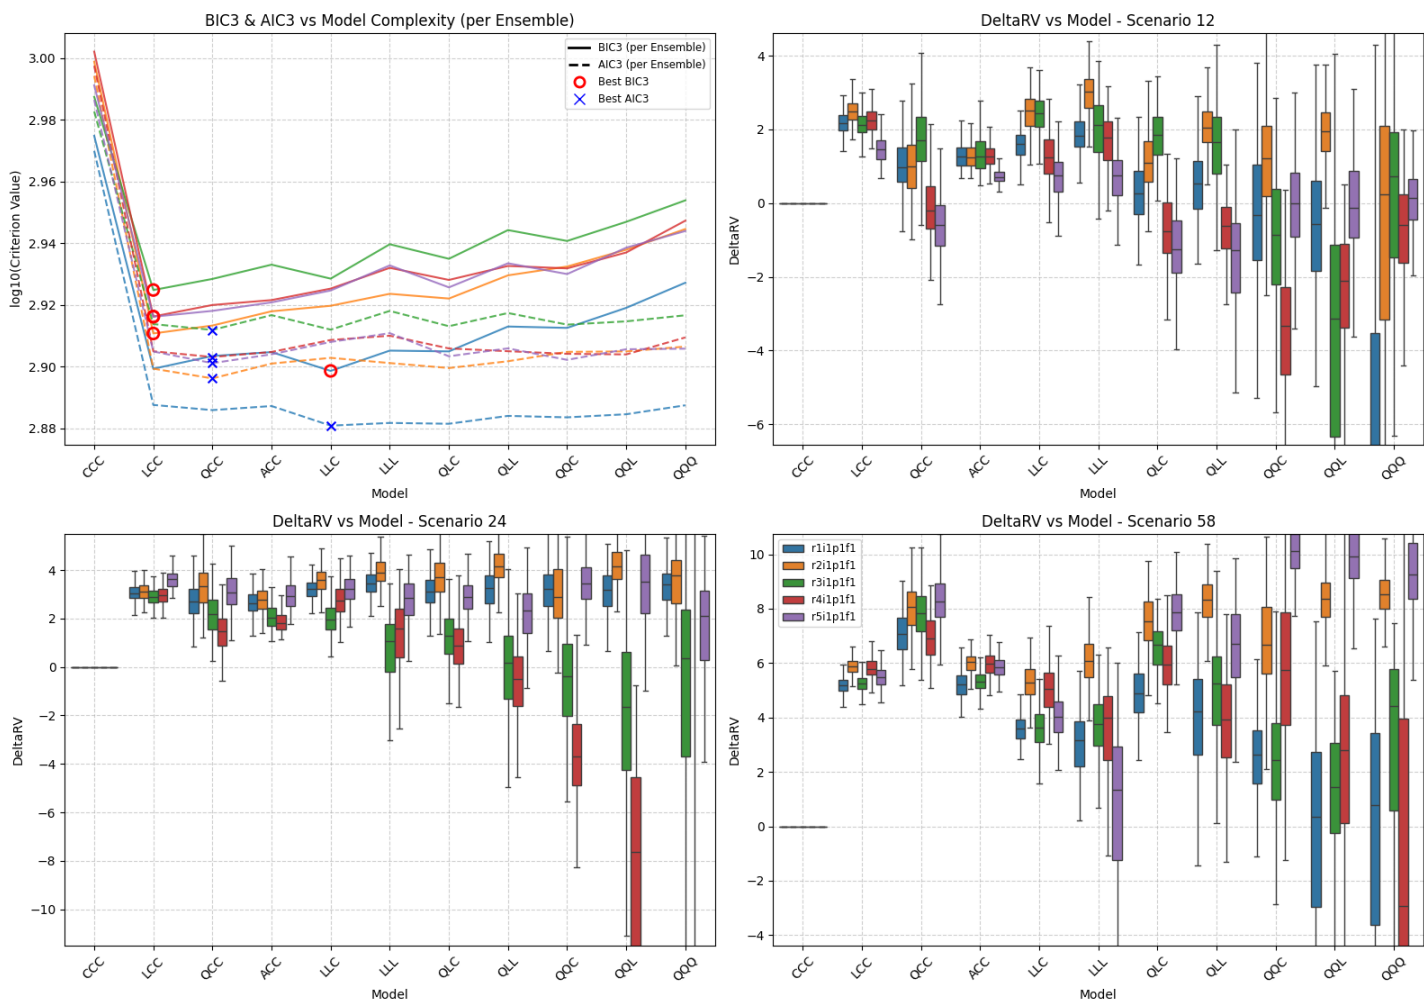 BIC3 & AIC3 vs Model Complexity (per Ensemble)
log10(Criterion Value)
3.00
2.98
2.96
2.94
2.92
2.90
2.88
BIC3 (per Ensemble)
AIC3 (per Ensemble)
Best BIC3
Best AIC3
CCC LCC QCC ACC LLC LLL QLC QLL QQC QQL QQQ
Model
DeltaRV vs Model - Scenario 12
DeltaRV
4
2
0
−2
−4
−6
CCC LCC QCC ACC LLC LLL QLC QLL QQC QQL QQQ
Model
DeltaRV vs Model - Scenario 24
DeltaRV
4
2
0
−2
−4
−6
−8
−10
CCC LCC QCC ACC LLC LLL QLC QLL QQC QQL QQQ
Model
DeltaRV vs Model - Scenario 58
DeltaRV
10
8
6
4
2
0
−2
−4
r1i1p1f1
r2i1p1f1
r3i1p1f1
r4i1p1f1
r5i1p1f1
CCC LCC QCC ACC LLC LLL QLC QLL QQC QQL QQQ
Model